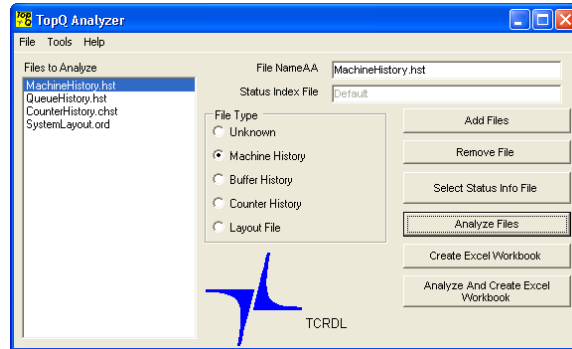 TopQ Analyzer
File Tools Help
Files to Analyze
MachineHistory.hst
QueueHistory.hst
CounterHistory.chst
SystemLayout.ord
File NameAA
MachineHistory.hst
Status Index File
Default
File Type
Unknown
Machine History
Buffer History
Counter History
Layout File
Add Files
Remove File
Select Status Info File
Analyze Files
Create Excel Workbook
Analyze And Create Excel
Workbook
TCRDL